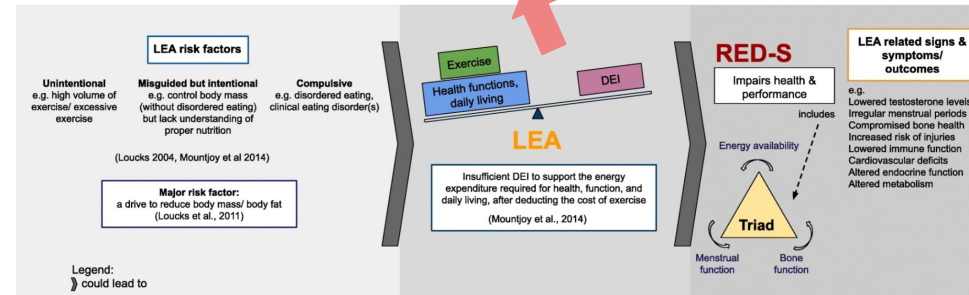 LEA risk factors
Unintentional
e.g. high volume of
exercise/ excessive
exercise
Misguided but intentional
e.g. control body mass
(without disordered eating)
but lack understanding of
proper nutrition
Compulsive
e.g. disordered eating,
clinical eating disorder(s)
(Loucks 2004, Mountjoy et al 2014)
Major risk factor:
a drive to reduce body mass/ body fat
(Loucks et al., 2011)
Legend:
could lead to
Exercise
Health functions,
daily living
DEI
LEA
Insufficient DEI to support the energy
expenditure required for health, function, and
daily living, after deducting the cost of exercise
(Mountjoy et al., 2014)
RED-S
Impairs health &
performance
includes
Energy availability
Triad
Menstrual
function
Bone
function
LEA related signs &
symptoms/
outcomes
e.g.
Lowered testosterone levels
Irregular menstrual periods
Compromised bone health
Increased risk of injuries
Lowered immune function
Cardiovascular deficits
Altered endocrine function
Altered metabolism